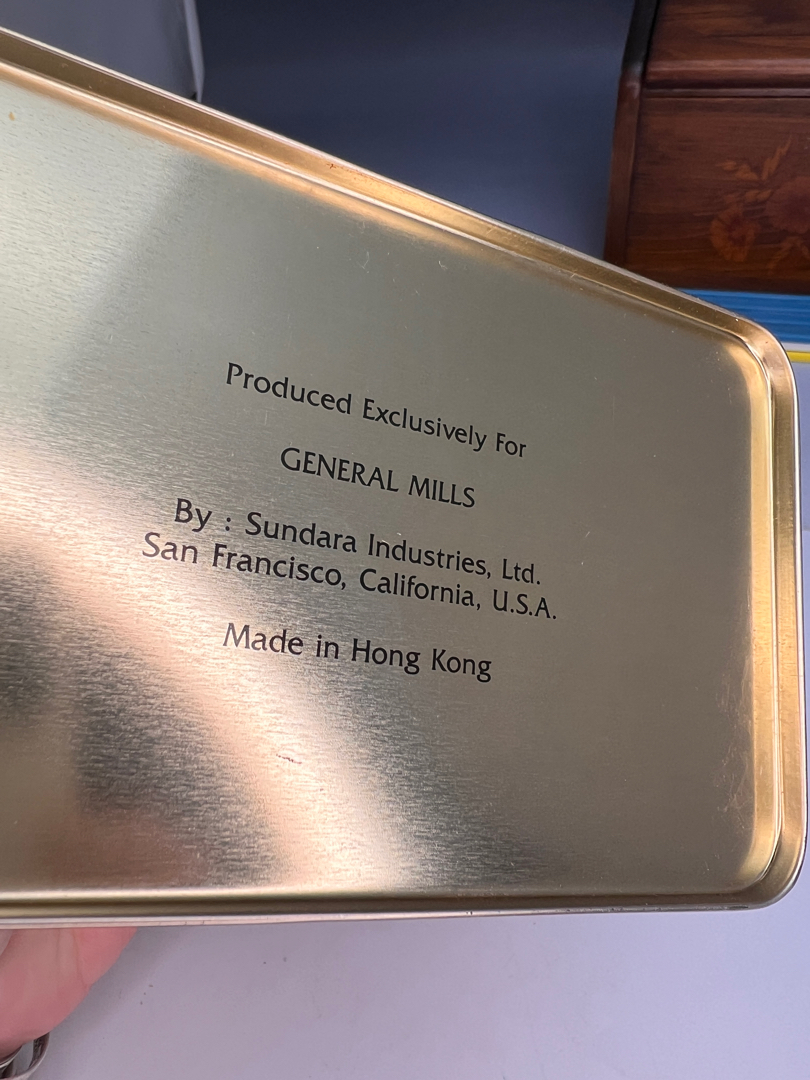 Produced Exclusively For
GENERAL MILLS
By : Sundara Industries, Ltd.
San Francisco, California, U.S.A.
Made in Hong Kong